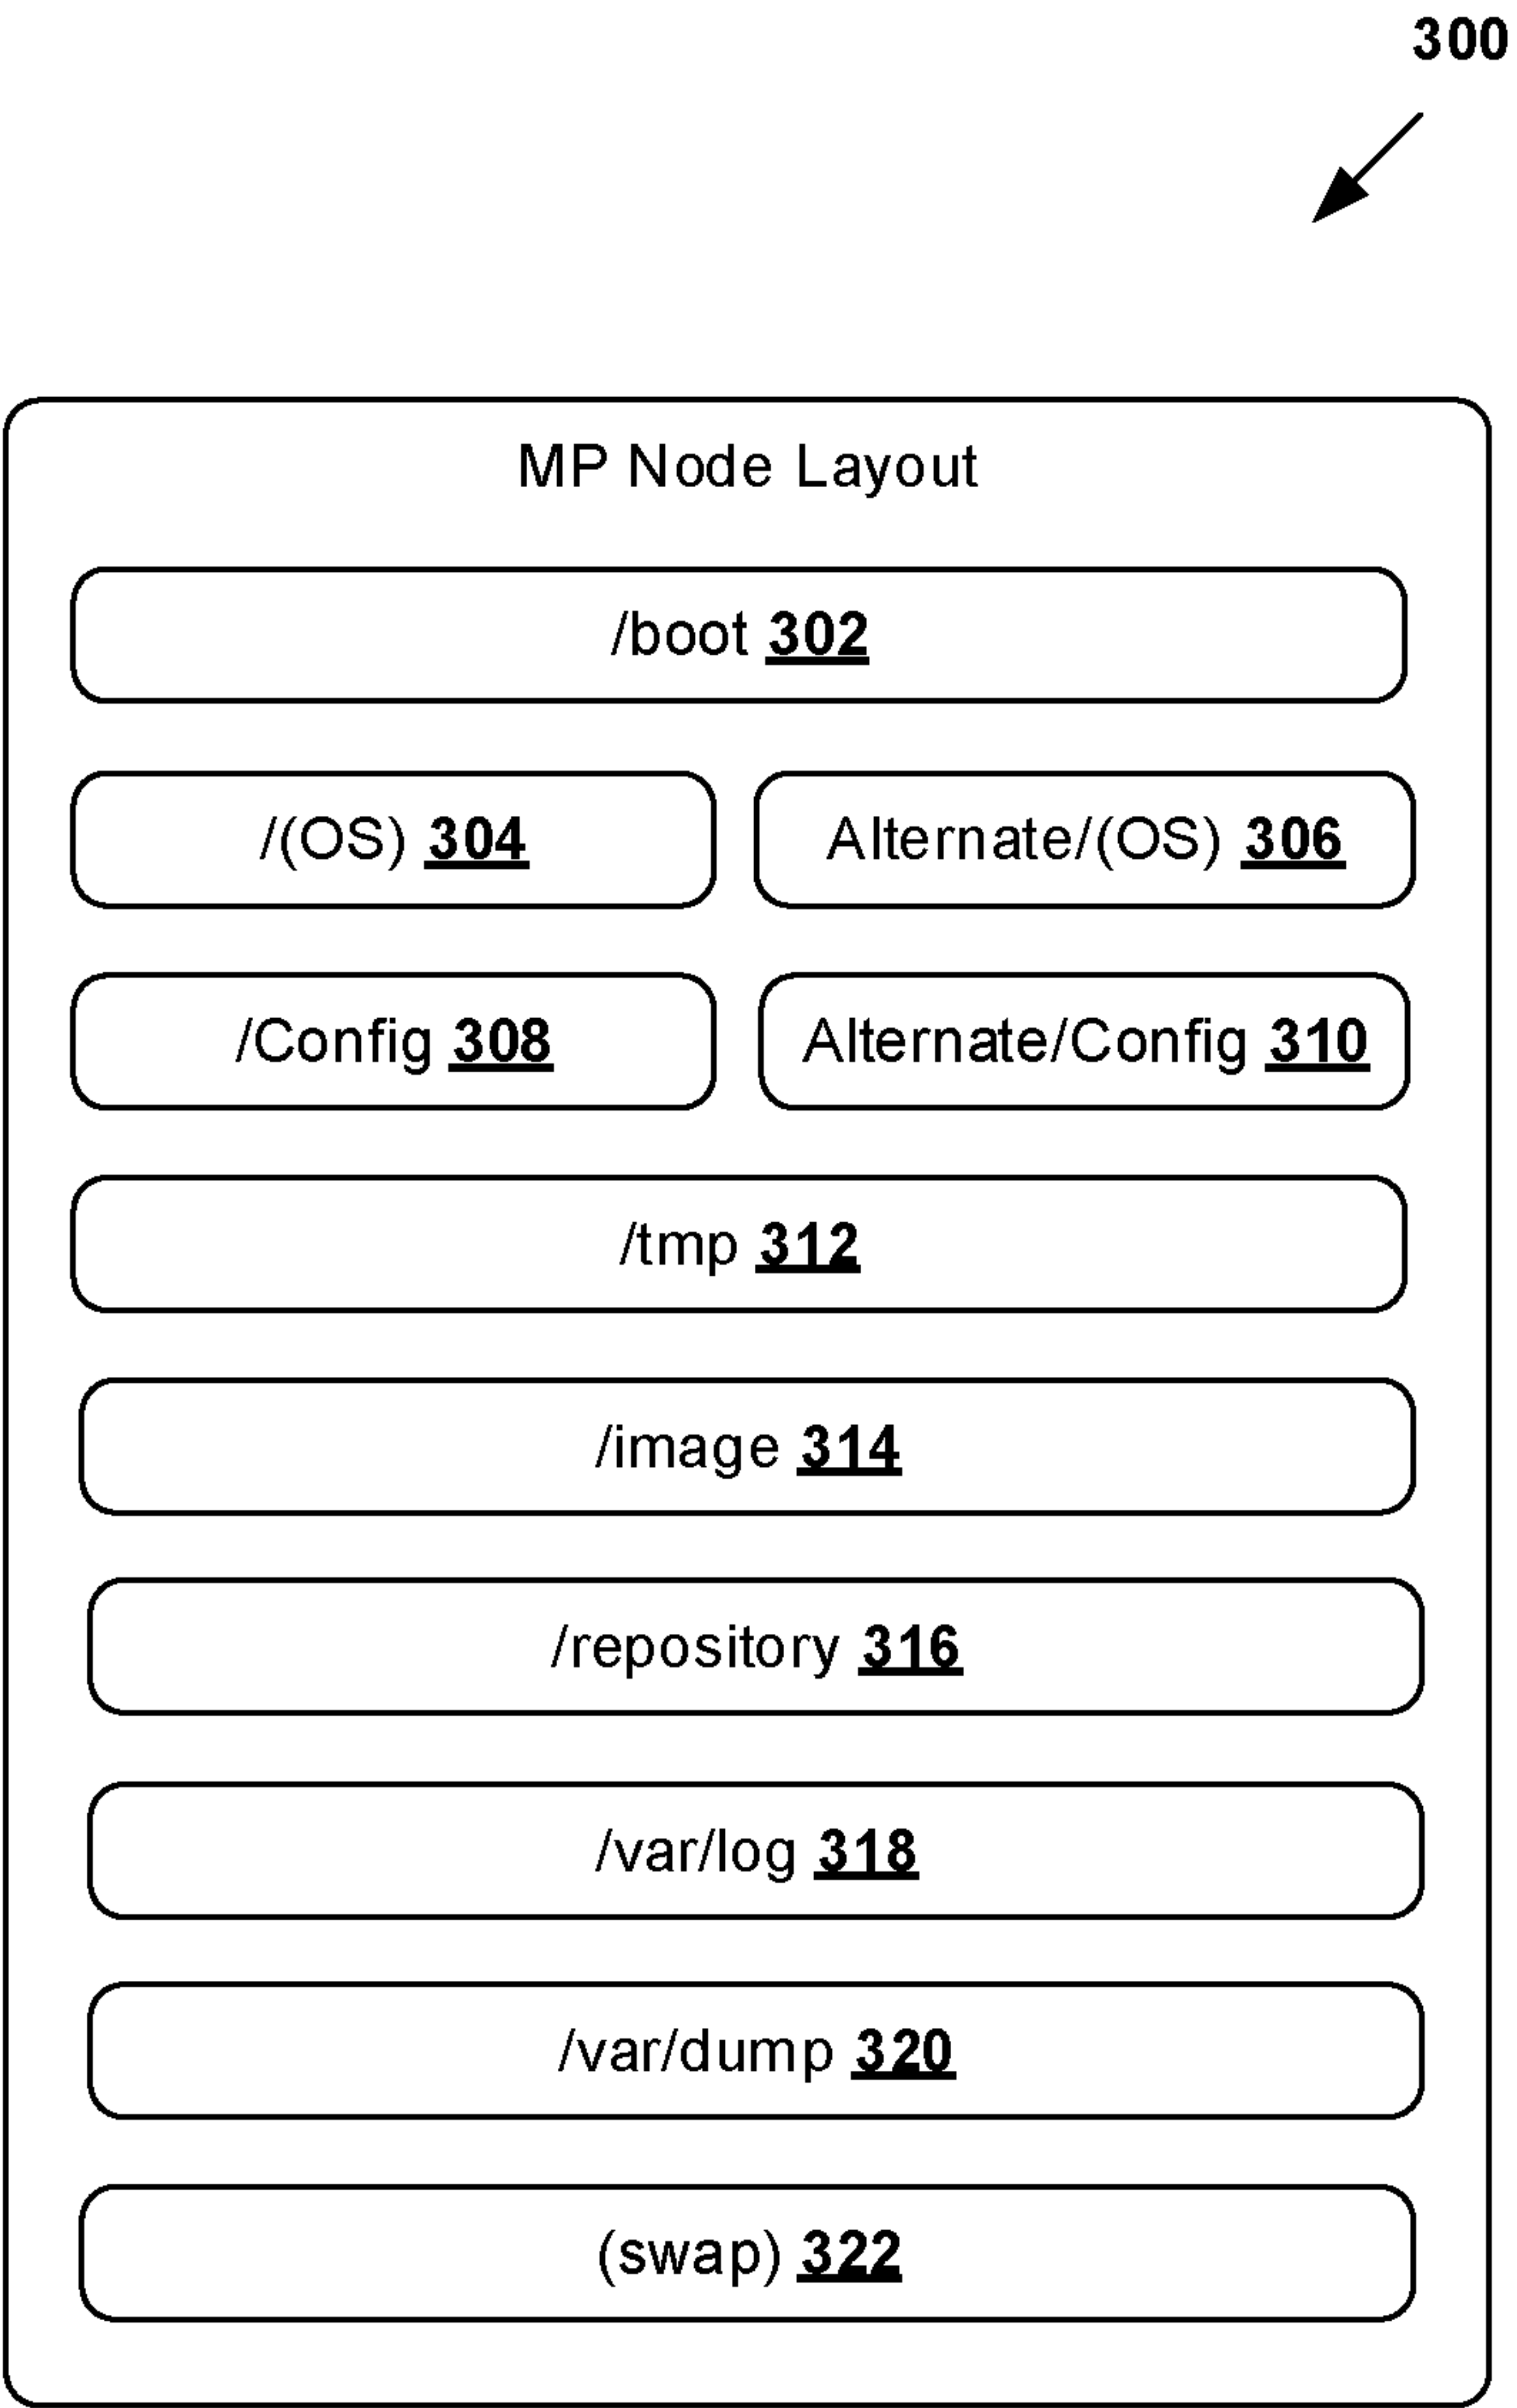 300
MP Node Layout
/boot 302
/(OS) 304
Alternate/(OS) 306
/Config 308
Alternate/Config 310
/tmp 312
/image 314
/repository 316
/var/log 318
/var/dump 320
(swap) 322